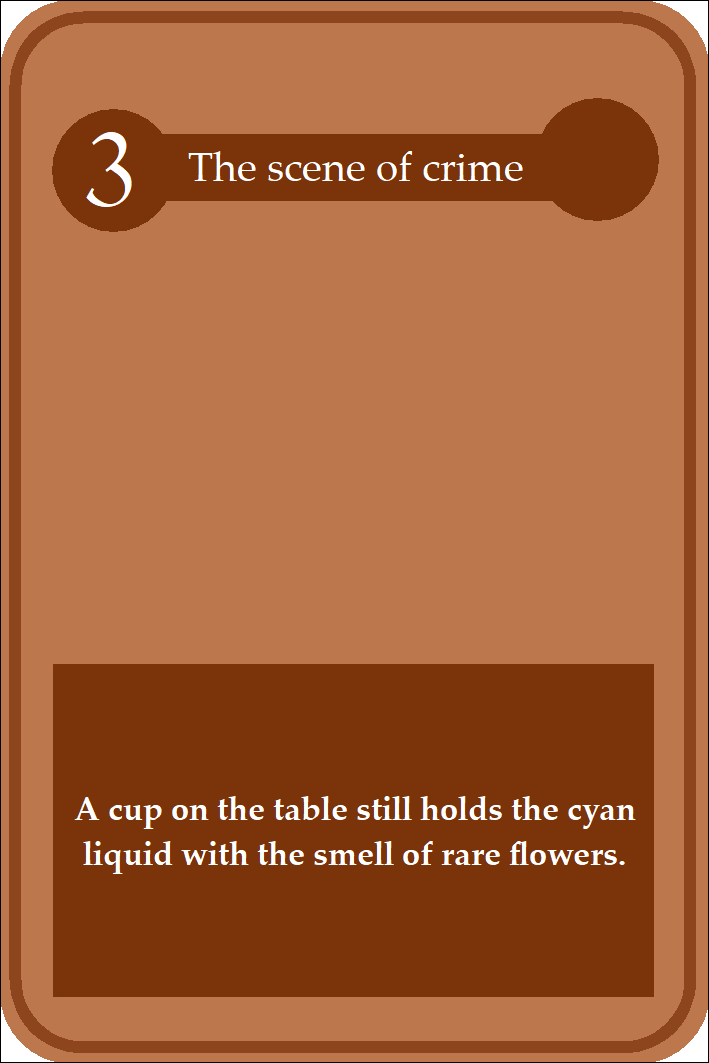 3
The scene of crime
A cup on the table still holds the cyan
liquid with the smell of rare flowers.